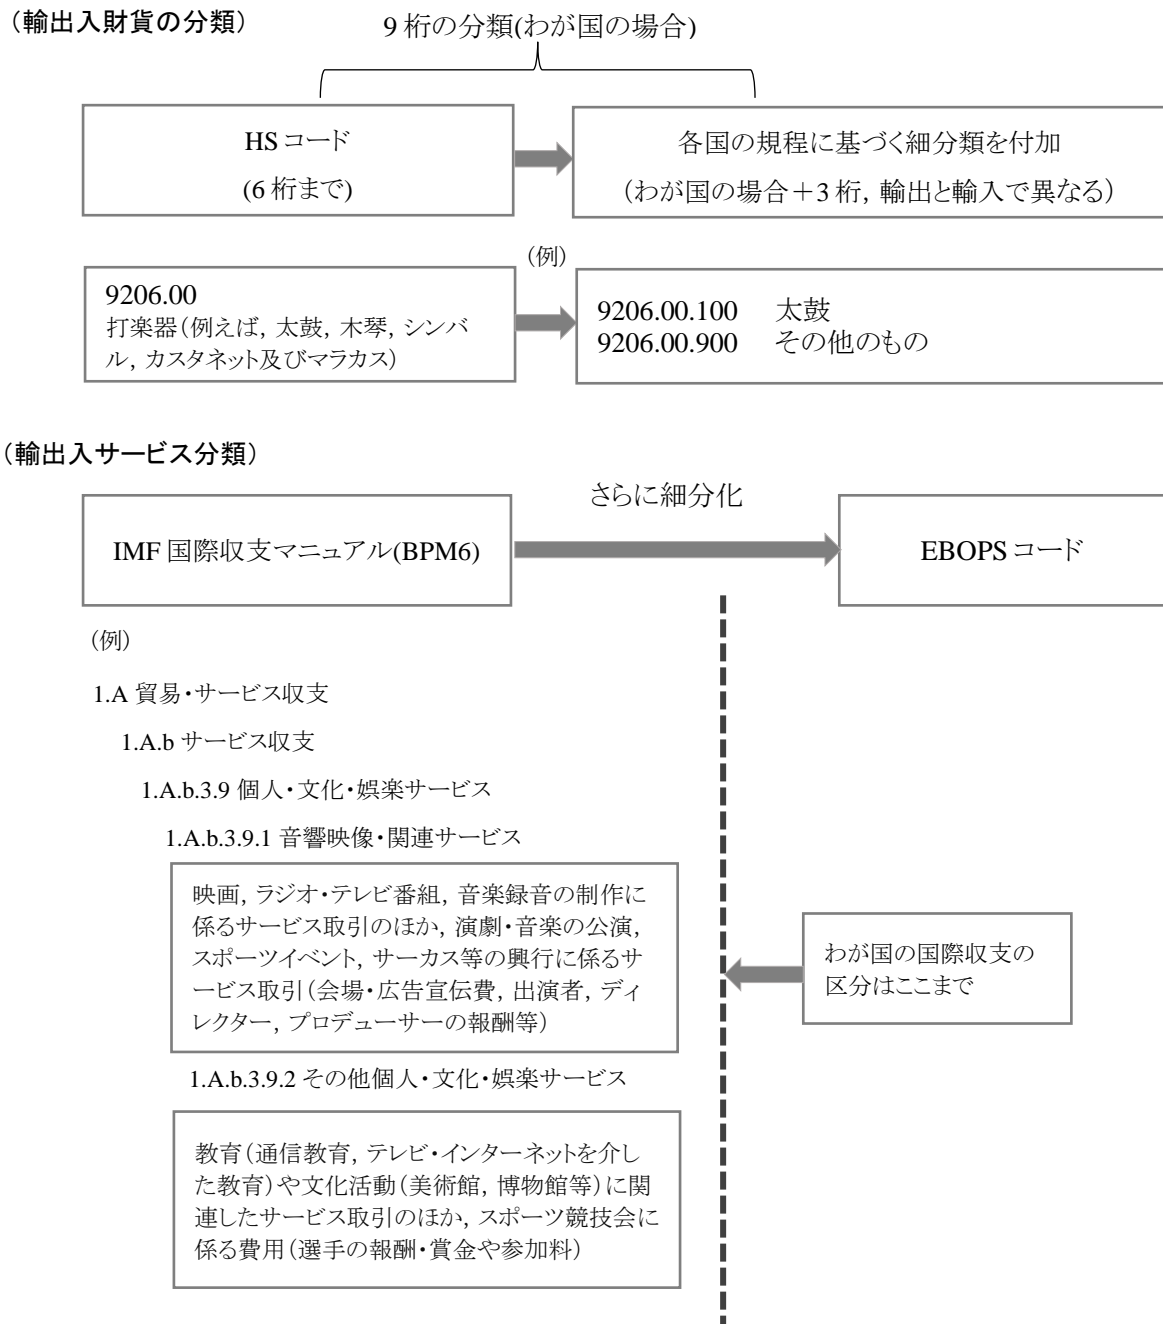 （輸出入財貨の分類）
9 桁の分類(わが国の場合)
HS コード
(6 桁まで)
各国の規程に基づく細分類を付加
（わが国の場合＋3 桁, 輸出と輸入で異なる）
（例）
9206.00
打楽器（例えば, 太鼓, 木琴, シンバ
ル, カスタネット及びマラカス）
9206.00.100 太鼓
9206.00.900 その他のもの
（輸出入サービス分類）
さらに細分化
IMF 国際収支マニュアル(BPM6)
EBOPS コード
（例）
1.A 貿易・サービス収支
1.A.b サービス収支
1.A.b.3.9 個人・文化・娯楽サービス
1.A.b.3.9.1 音響映像・関連サービス
映画, ラジオ・テレビ番組, 音楽録音の制作に
係るサービス取引のほか, 演劇・音楽の公演,
スポーツイベント, サーカス等の興行に係るサ
ービス取引（会場・広告宣伝費, 出演者, ディ
レクター, プロデューサーの報酬等）
わが国の国際収支の
区分はここまで
1.A.b.3.9.2 その他個人・文化・娯楽サービス
教育（通信教育, テレビ・インターネットを介し
た教育）や文化活動（美術館, 博物館等）に関
連したサービス取引のほか, スポーツ競技会に
係る費用（選手の報酬・賞金や参加料）